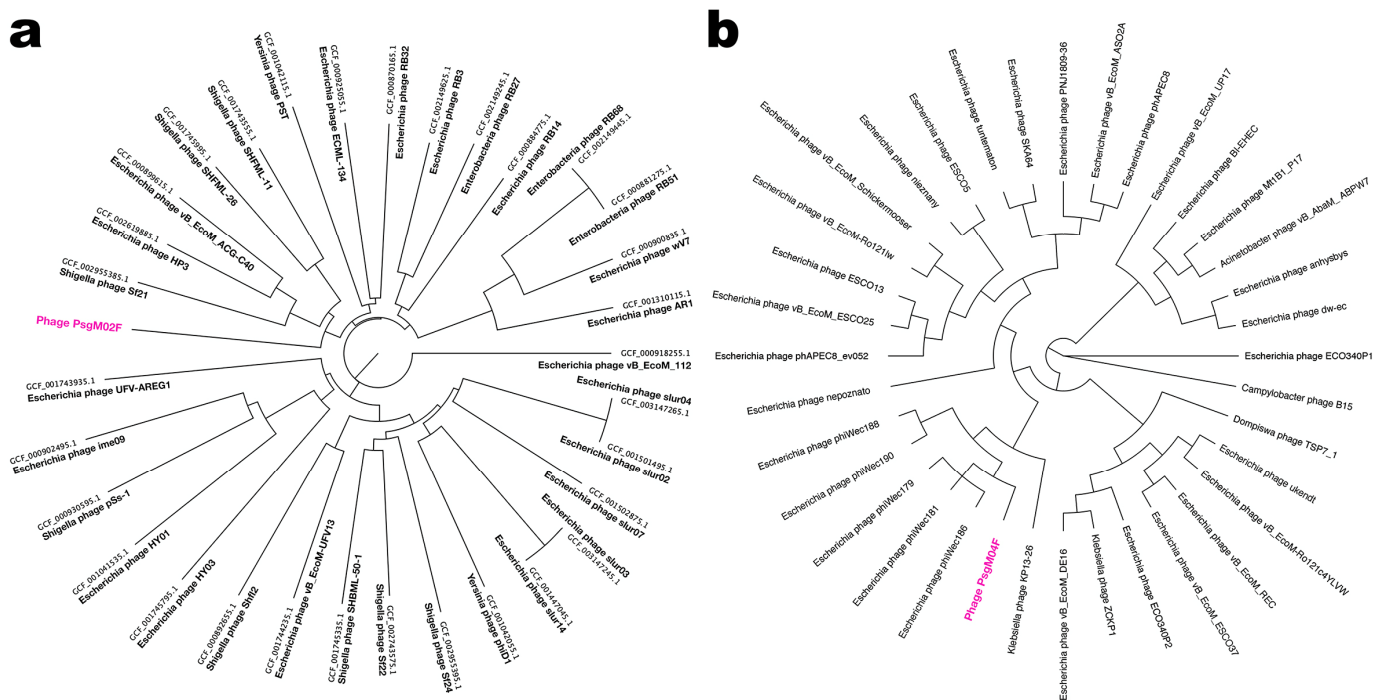 a
GCF_001042115.1
Yersinia phage PST
GCF_000925055.1
Escherichia phage ECML-134
GCF_000870165.1
Escherichia phage RB32
GCF_002149625.1
Escherichia phage RB3
GCF_002149245.1
Enterobacteria phage RB27
GCF_000884775.1
Escherichia phage RB14
Enterobacteria phage RB68
GCF_002149445.1
GCF_000881275.1
Enterobacteria phage RB51
GCF_000900835.1
Escherichia phage wV7
GCF_001310115.1
Escherichia phage AR1
GCF_000918255.1
Escherichia phage vB_EcoM_112
Escherichia phage slur04
GCF_003147265.1
GCF_001501495.1
Escherichia phage slur02
GCF_001502875.1
Escherichia phage slur07
Escherichia phage slur03
GCF_003147245.1
GCF_001447045.1
Escherichia phage slur14
GCF_001042055.1
Yersinia phage phiD1
GCF_002955395.1
Shigella phage Sf24
GCF_002743575.1
Shigella phage Sf22
GCF_001745335.1
Shigella phage SHBML-50-1
GCF_001744235.1
Escherichia phage vB_EcoM-UFV13
GCF_000892655.1
Shigella phage Shfl2
GCF_001745795.1
Escherichia phage HY03
GCF_001041535.1
Escherichia phage HY01
GCF_000930595.1
Shigella phage pSs-1
GCF_000902495.1
Escherichia phage ime09
GCF_001743935.1
Escherichia phage UFV-AREG1
Phage PsgM02F
GCF_002955385.1
Shigella phage Sf21
GCF_002619885.1
Escherichia phage HP3
GCF_000899615.1
Escherichia phage vB_EcoM_ACG-C40
GCF_001745995.1
Shigella phage SHFML-26
GCF_001743555.1
Shigella phage SHFML-11
b
Escherichia phage tunternaton
Escherichia phage SKA64
Escherichia phage PNJ1809-36
Escherichia phage vB_EcoM_ASO2A
Escherichia phage phAPEC8
Escherichia phage vB_EcoM_UP17
Escherichia phage BI-EHEC
Escherichia phage Mt1B1_P17
Acinetobacter phage vB_AbaM_ABPW7
Escherichia phage anhysbys
Escherichia phage dw-ec
Escherichia phage ECO340P1
Campylobacter phage B15
Dompiswa phage TSP7_1
Escherichia phage ukendt
Escherichia phage vB_EcoM-Ro121c4YLVW
Escherichia phage vB_EcoM_REC
Escherichia phage vB_EcoM_ESCO37
Escherichia phage ECO340P2
Klebsiella phage ZCKP1
Escherichia phage vB_EcoM_DE16
Klebsiella phage KP13-26
Phage PsgM04F
Escherichia phage phiWec186
Escherichia phage phiWec181
Escherichia phage phiWec179
Escherichia phage phiWec190
Escherichia phage phiWec188
Escherichia phage nepoznato
Escherichia phage phAPEC8_ev052
Escherichia phage vB_EcoM_ESCO25
Escherichia phage ESCO13
Escherichia phage vB_EcoM-Ro121lw
Escherichia phage vB_EcoM_Schickermooser
Escherichia phage nieznany
Escherichia phage ESCO5